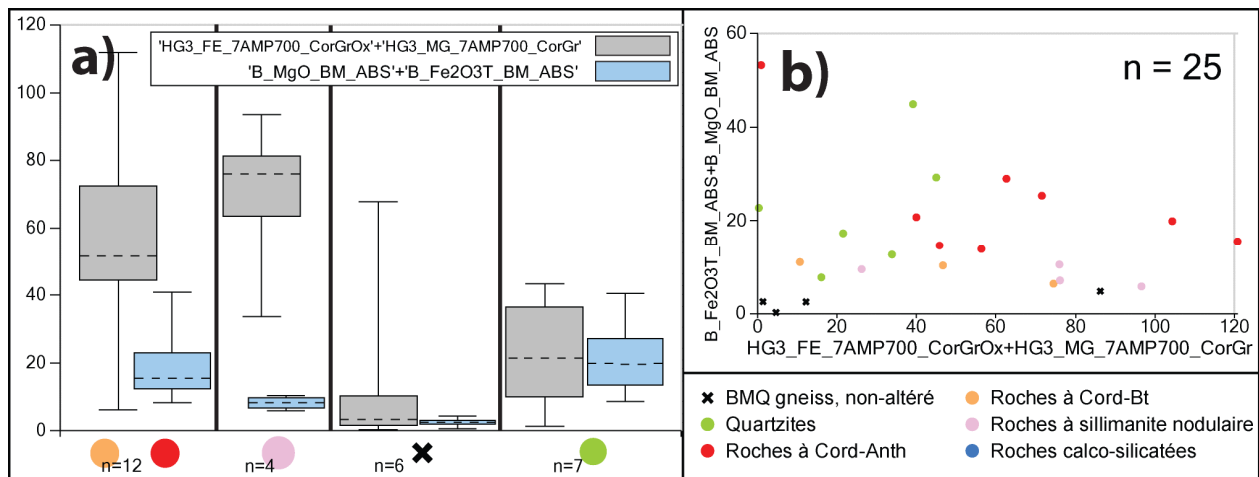 a)
'HG3_FE_7AMP700_CorGrOx'+'HG3_MG_7AMP700_CorGr'
'B_MgO_BM_ABS'+'B_Fe2O3T_BM_ABS'
120
100
80
60
40
20
0
n=12
n=4
n=6
n=7
b)
n = 25
B_Fe2O3T_BM_ABS+B_MgO_BM_ABS
60
40
20
0
0
20
40
60
80
100
120
HG3_FE_7AMP700_CorGrOx+HG3_MG_7AMP700_CorGr
BMQ gneiss, non-altéré
Quartzites
Roches à Cord-Anth
Roches à Cord-Bt
Roches à sillimanite nodulaire
Roches calco-silicatées